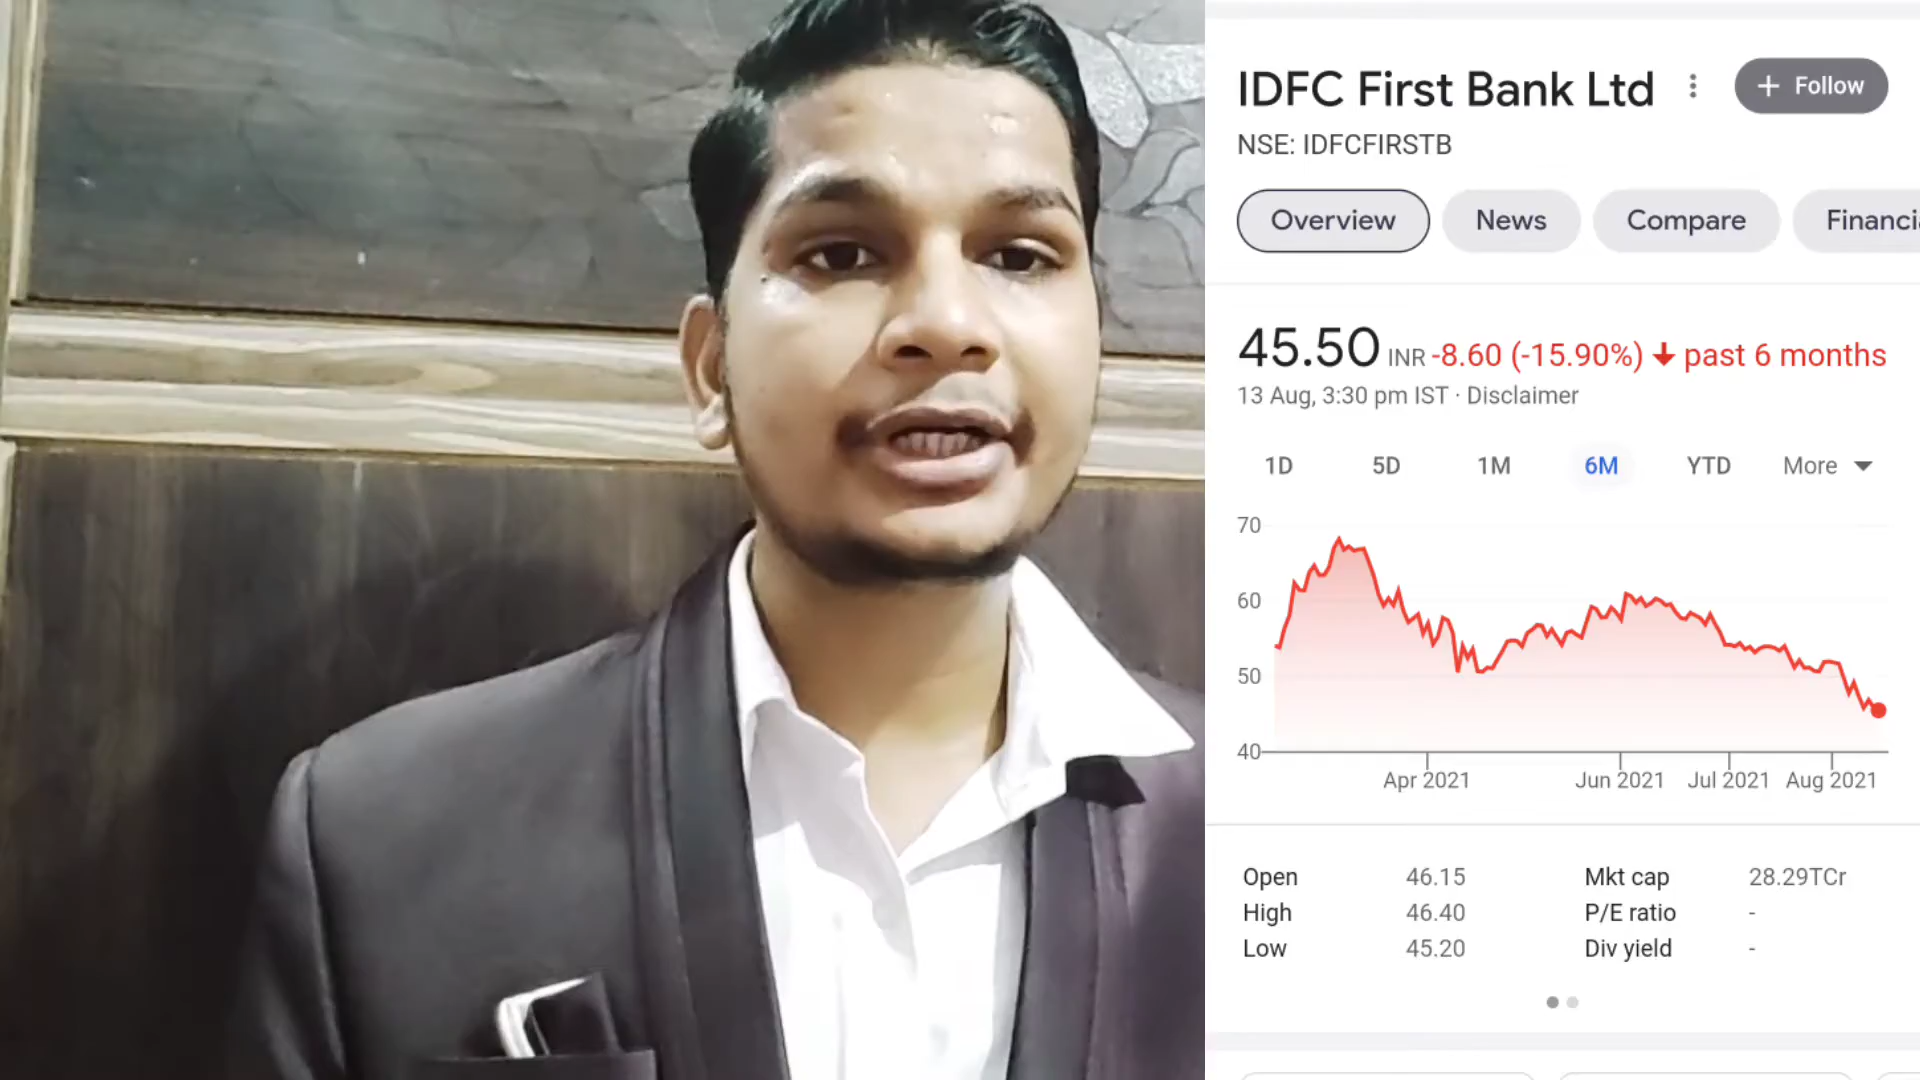 IDFC First Bank Ltd
+ Follow
NSE: IDFCFIRSTB
Overview News Compare
45.50 INR -8.60 (-15.90%) ↓ past 6 months
13 Aug, 3:30 pm IST · Disclaimer
1D 5D 1M 6M YTD More
70
60
50
40
Apr 2021 Jun 2021 Jul 2021 Aug 2021
Open 46.15 Mkt cap 28.29TCr
High 46.40 P/E ratio -
Low 45.20 Div yield -